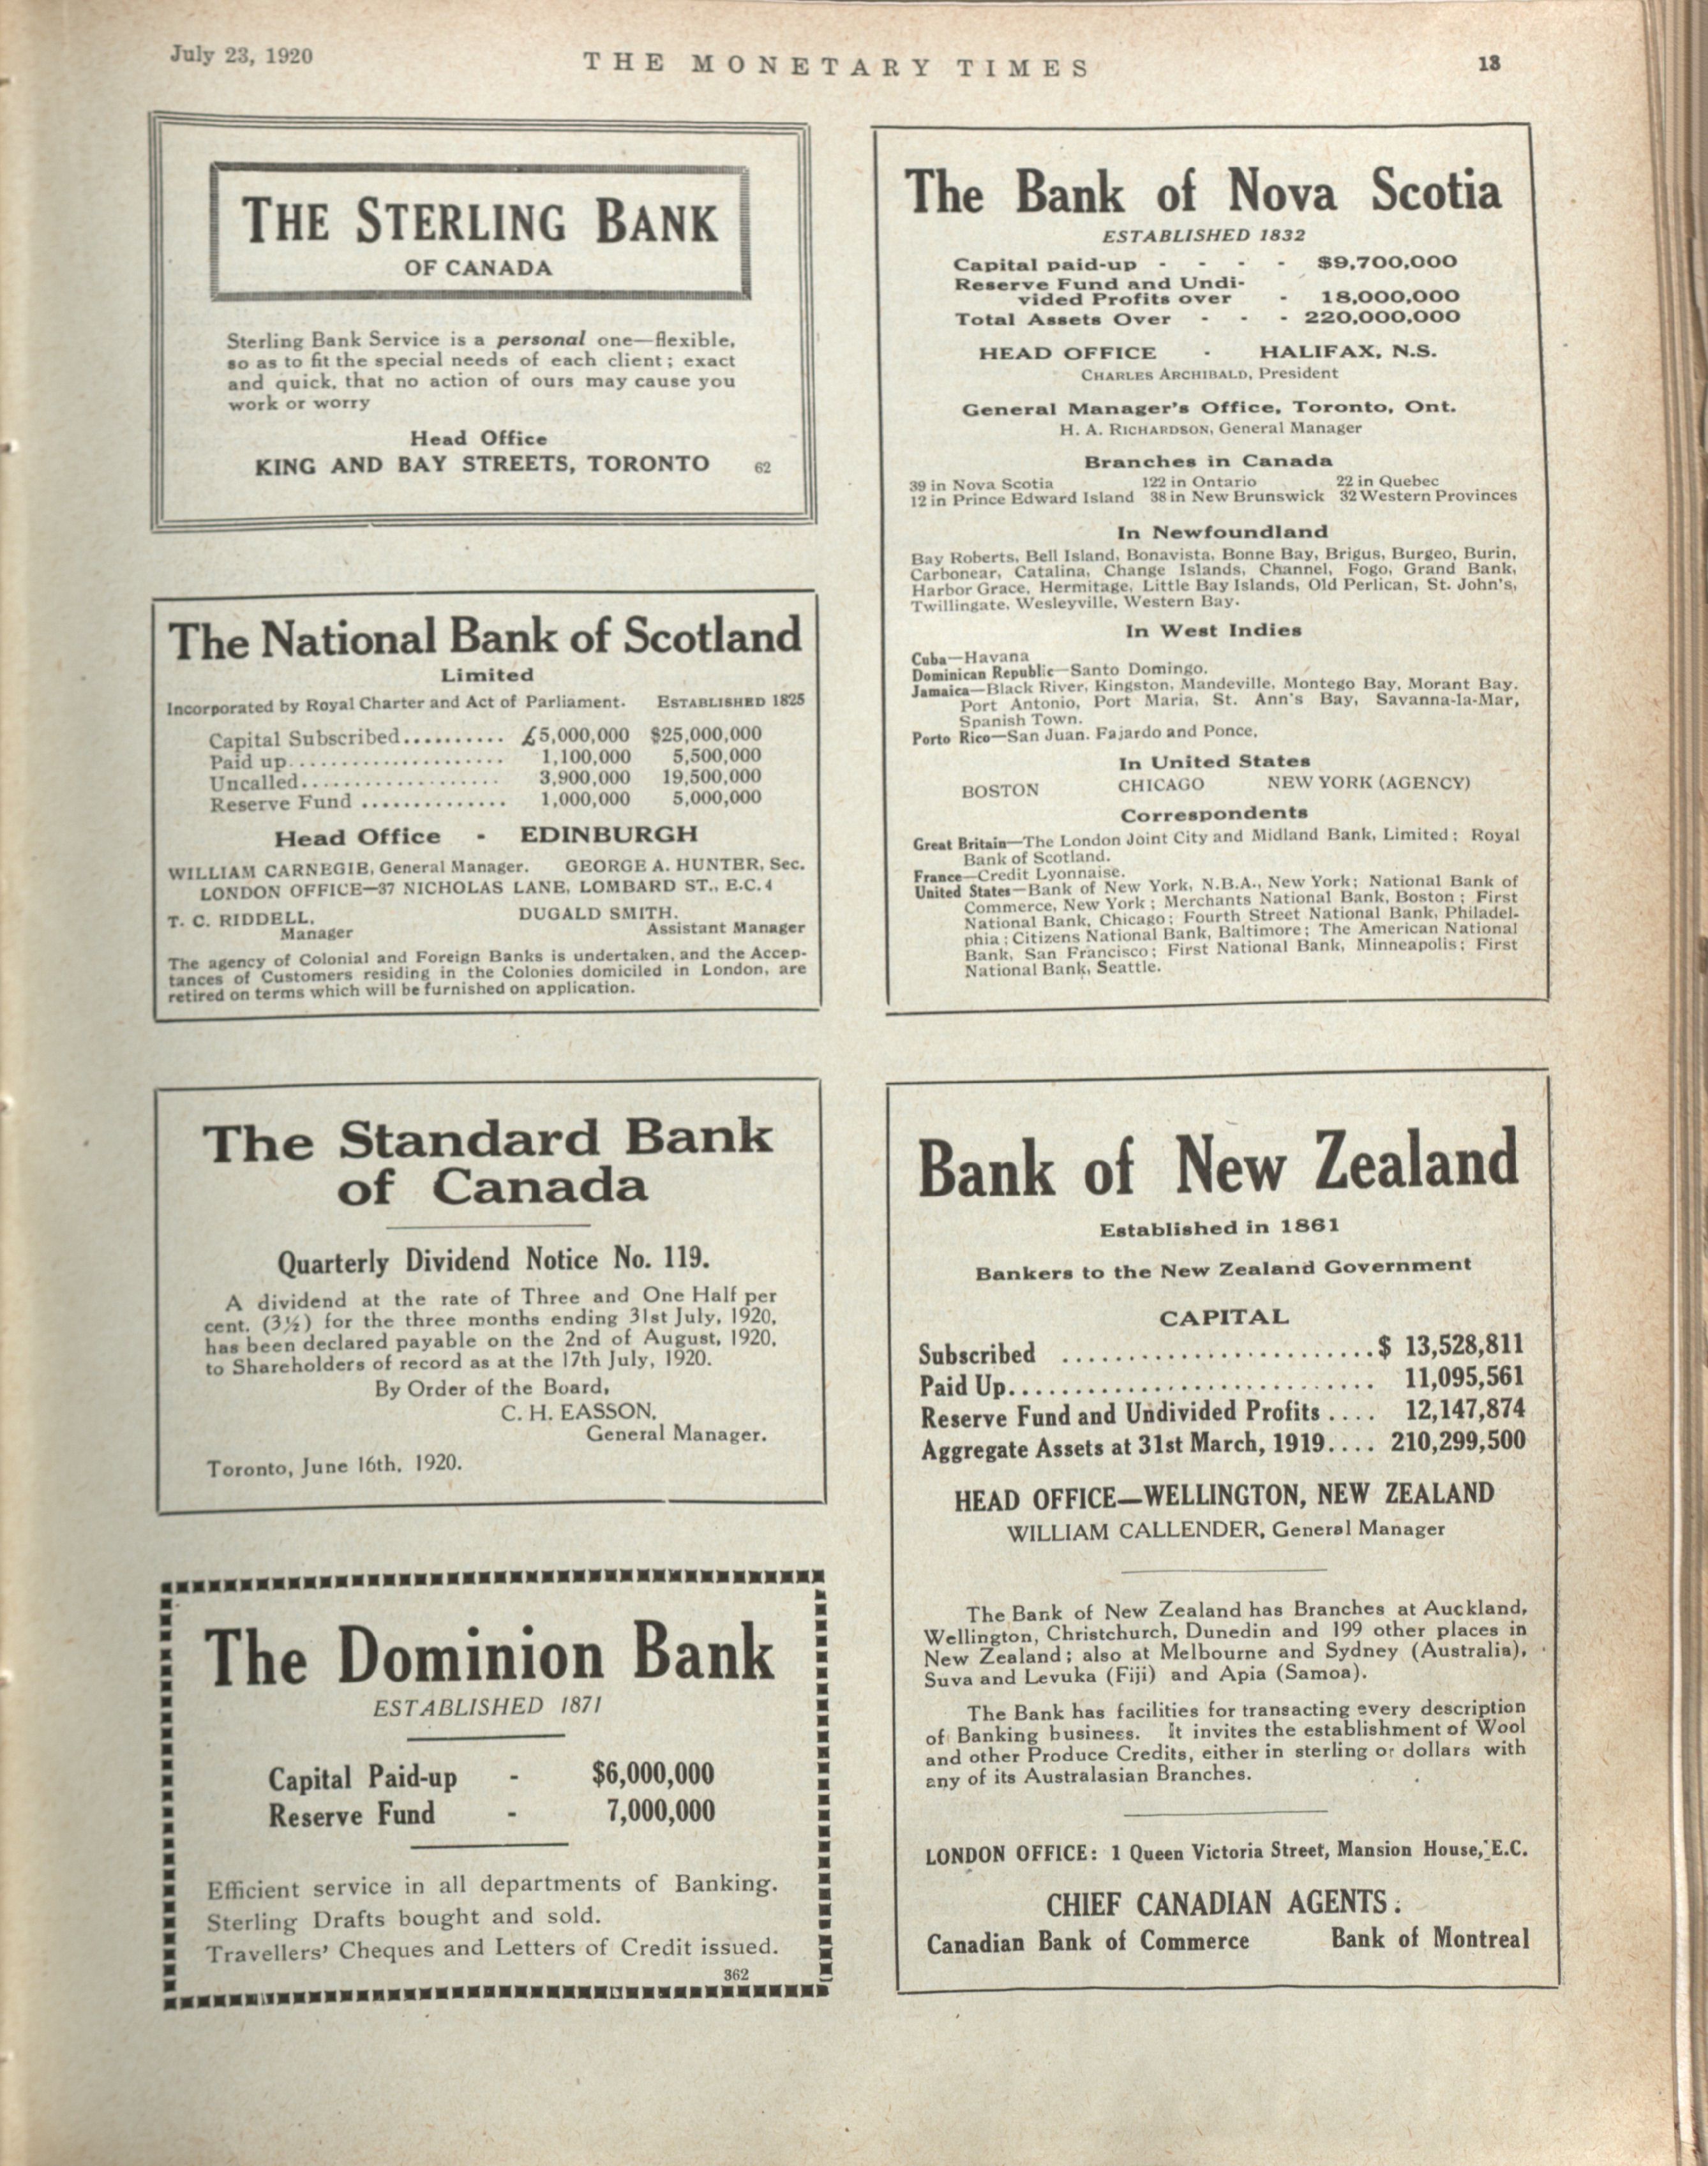 July 23, 1920
THE MONETARY TIMES
13
THE STERLING BANK
OF CANADA
Sterling Bank Service is a personal one—flexible,
so as to fit the special needs of each client; exact
and quick, that no action of ours may cause you
work or worry
Head Office
KING AND BAY STREETS, TORONTO 62
The National Bank of Scotland
Limited
Incorporated by Royal Charter and Act of Parliament. ESTABLISHED 1825
Capital Subscribed.......... £5,000,000 $25,000,000
Paid up..................... 1,100,000 5,500,000
Uncalled................... 3,900,000 19,500,000
Reserve Fund .............. 1,000,000 5,000,000
Head Office - EDINBURGH
WILLIAM CARNEGIE, General Manager. GEORGE A. HUNTER, Sec.
LONDON OFFICE—37 NICHOLAS LANE, LOMBARD ST., E.C.4
T. C. RIDDELL, DUGALD SMITH,
Manager Assistant Manager
The agency of Colonial and Foreign Banks is undertaken, and the Accep-
tances of Customers residing in the Colonies domiciled in London, are
retired on terms which will be furnished on application.
The Standard Bank
of Canada
Quarterly Dividend Notice No. 119.
A dividend at the rate of Three and One Half per
cent. (3½) for the three months ending 31st July, 1920,
has been declared payable on the 2nd of August, 1920,
to Shareholders of record as at the 17th July, 1920.
By Order of the Board,
C. H. EASSON,
General Manager.
Toronto, June 16th, 1920.
The Dominion Bank
ESTABLISHED 1871
Capital Paid-up - $6,000,000
Reserve Fund - 7,000,000
Efficient service in all departments of Banking.
Sterling Drafts bought and sold.
Travellers' Cheques and Letters of Credit issued.
362
The Bank of Nova Scotia
ESTABLISHED 1832
Capital paid-up - - - - $9,700,000
Reserve Fund and Undi-
vided Profits over - 18,000,000
Total Assets Over - - - 220,000,000
HEAD OFFICE - HALIFAX, N.S.
CHARLES ARCHIBALD, President
General Manager's Office, Toronto, Ont.
H. A. RICHARDSON, General Manager
Branches in Canada
39 in Nova Scotia 122 in Ontario 22 in Quebec
12 in Prince Edward Island 38 in New Brunswick 32 Western Provinces
In Newfoundland
Bay Roberts, Bell Island, Bonavista, Bonne Bay, Brigus, Burgeo, Burin,
Carbonear, Catalina, Change Islands, Channel, Fogo, Grand Bank,
Harbor Grace, Hermitage, Little Bay Islands, Old Perlican, St. John's,
Twillingate, Wesleyville, Western Bay.
In West Indies
Cuba—Havana
Dominican Republic—Santo Domingo.
Jamaica—Black River, Kingston, Mandeville, Montego Bay, Morant Bay,
Port Antonio, Port Maria, St. Ann's Bay, Savanna-la-Mar,
Spanish Town.
Porto Rico—San Juan, Fajardo and Ponce.
In United States
BOSTON CHICAGO NEW YORK (AGENCY)
Correspondents
Great Britain—The London Joint City and Midland Bank, Limited; Royal
Bank of Scotland.
France—Credit Lyonnaise.
United States—Bank of New York, N.B.A., New York; National Bank of
Commerce, New York; Merchants National Bank, Boston; First
National Bank, Chicago; Fourth Street National Bank, Philadel-
phia; Citizens National Bank, Baltimore; The American National
Bank, San Francisco; First National Bank, Minneapolis; First
National Bank, Seattle.
Bank of New Zealand
Established in 1861
Bankers to the New Zealand Government
CAPITAL
Subscribed ........................$ 13,528,811
Paid Up............................ 11,095,561
Reserve Fund and Undivided Profits .... 12,147,874
Aggregate Assets at 31st March, 1919.... 210,299,500
HEAD OFFICE—WELLINGTON, NEW ZEALAND
WILLIAM CALLENDER, General Manager
The Bank of New Zealand has Branches at Auckland,
Wellington, Christchurch, Dunedin and 199 other places in
New Zealand; also at Melbourne and Sydney (Australia),
Suva and Levuka (Fiji) and Apia (Samoa).
The Bank has facilities for transacting every description
of Banking business. It invites the establishment of Wool
and other Produce Credits, either in sterling or dollars with
any of its Australasian Branches.
LONDON OFFICE: 1 Queen Victoria Street, Mansion House, E.C.
CHIEF CANADIAN AGENTS:
Canadian Bank of Commerce Bank of Montreal